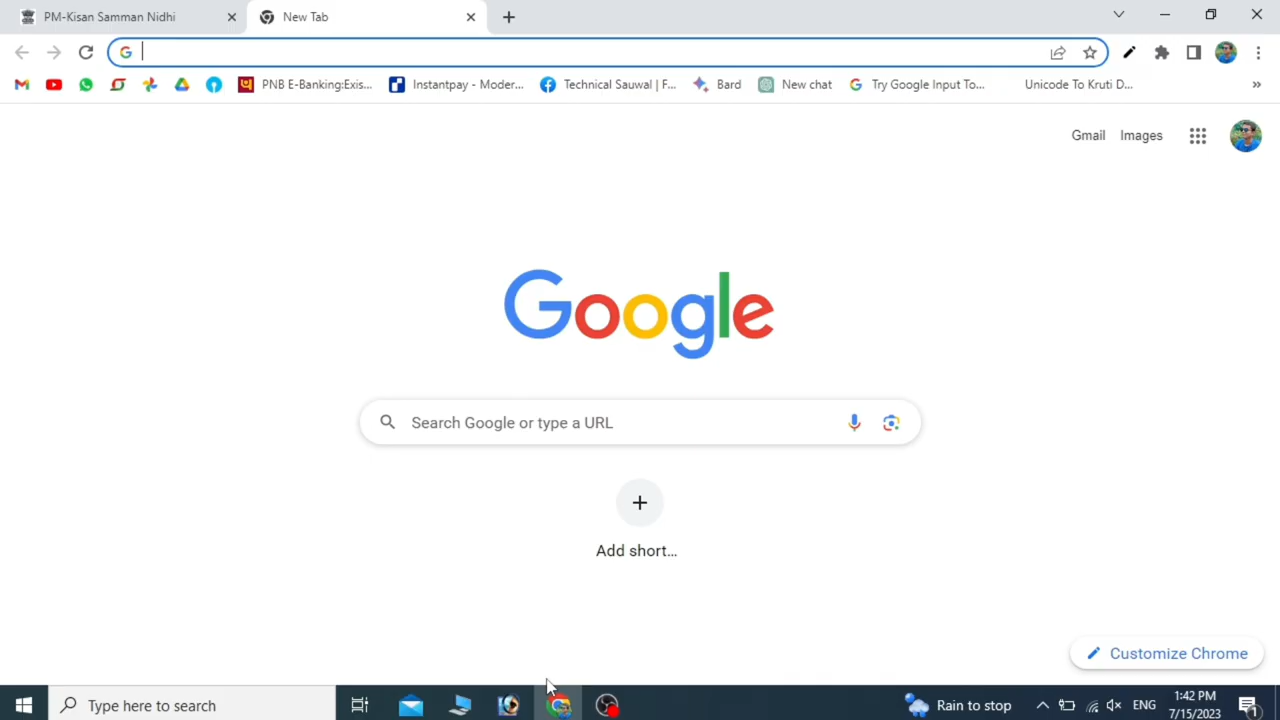 PM-Kisan Samman Nidhi
New Tab
PNB E-Banking:Exis...
Instantpay - Moder...
Technical Sauwal | F...
Bard
New chat
Try Google Input To...
Unicode To Kruti D...
Gmail
Images
Google
Search Google or type a URL
Add short...
Customize Chrome
Type here to search
Rain to stop
ENG
1:42 PM
7/15/2023
1